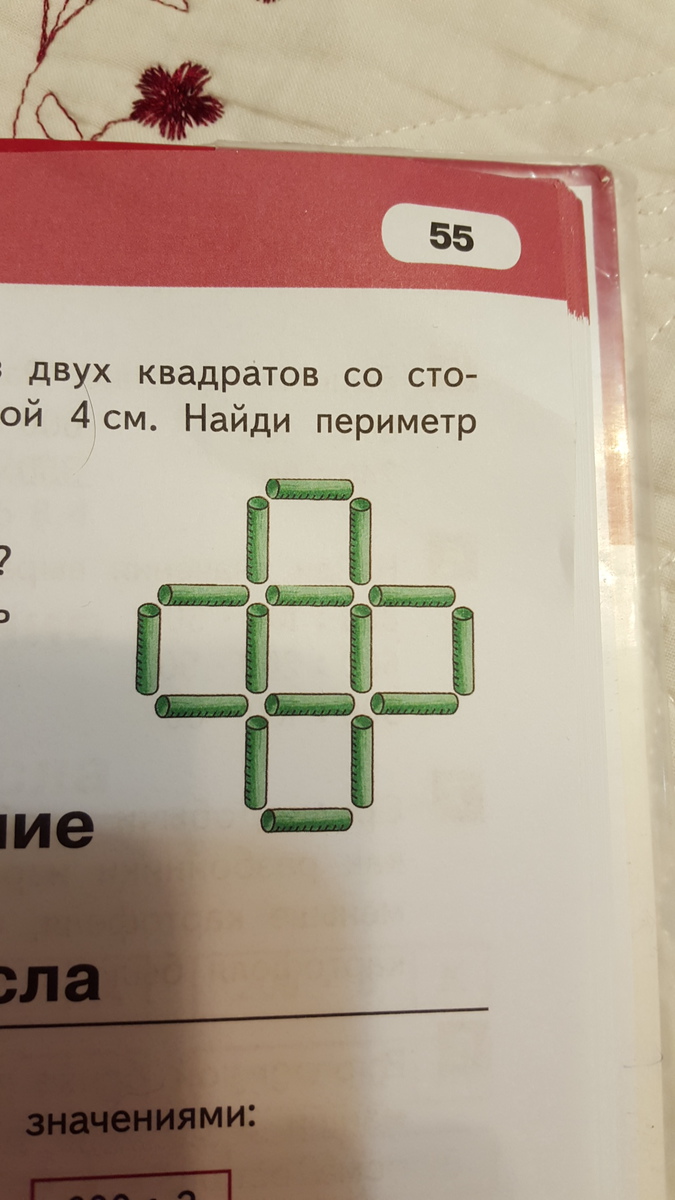 55
двух квадратов со сто-
ой 4 см. Найди периметр
?
ь
ние
сла
значениями: